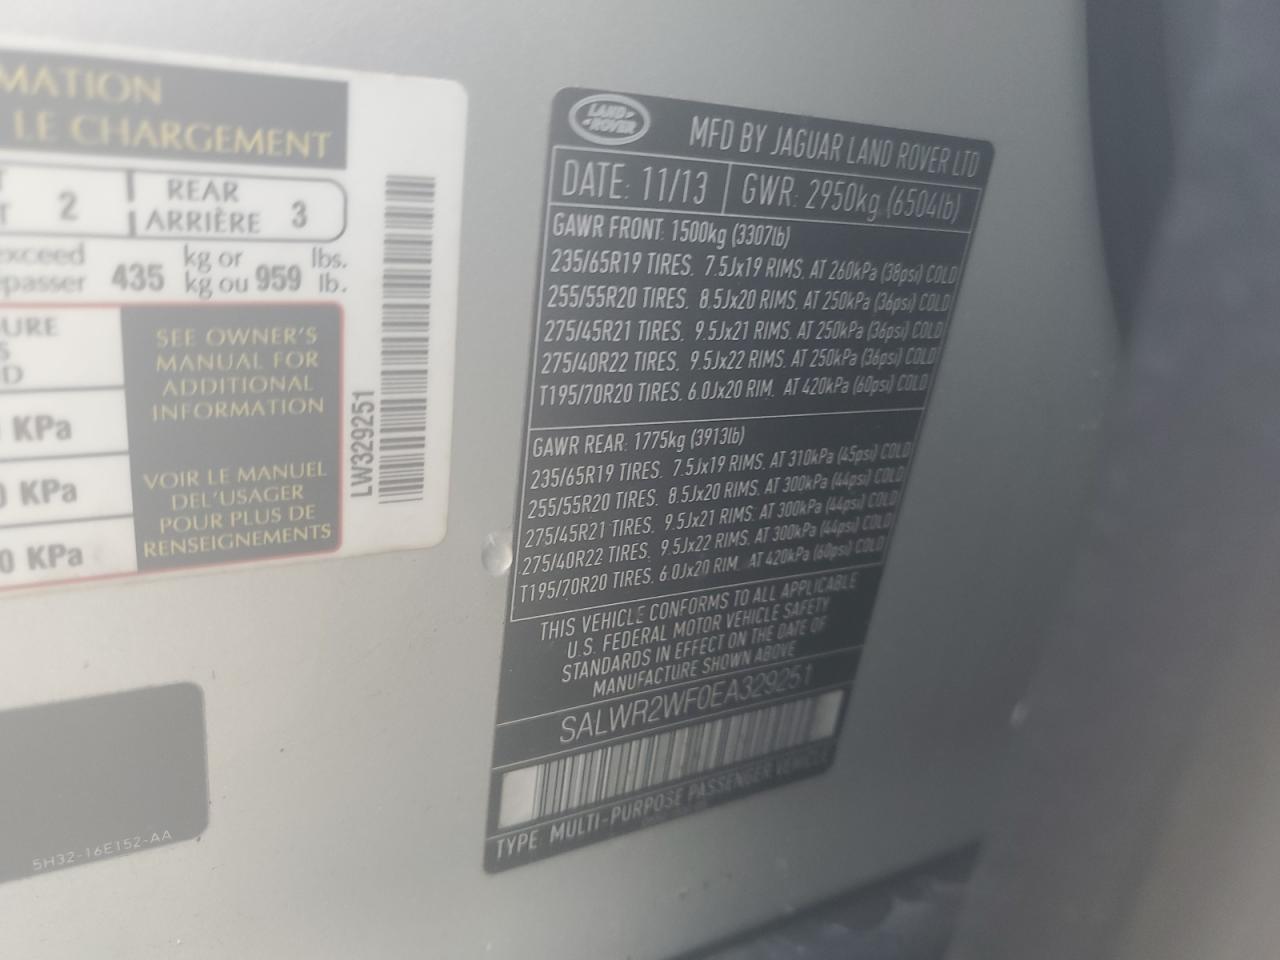 MATION
LE CHARGEMENT
2
REAR
ARRIÈRE 3
exceed kg or lbs.
passer 435 kg ou 959 lb.
URE
S
D
SEE OWNER'S
MANUAL FOR
ADDITIONAL
INFORMATION
KPa
0 KPa
0 KPa
VOIR LE MANUEL
DEL'USAGER
POUR PLUS DE
RENSEIGNEMENTS
LW329251
5H32-16E152-AA
LAND
ROVER
MFD BY JAGUAR LAND ROVER LTD
DATE: 11/13 GWR: 2950kg (6504lb)
GAWR FRONT: 1500kg (3307lb)
235/65R19 TIRES. 7.5Jx19 RIMS. AT 260kPa (38psi) COLD
255/55R20 TIRES. 8.5Jx20 RIMS. AT 250kPa (36psi) COLD
275/45R21 TIRES. 9.5Jx21 RIMS. AT 250kPa (36psi) COLD
275/40R22 TIRES. 9.5Jx22 RIMS. AT 250kPa (36psi) COLD
T195/70R20 TIRES. 6.0Jx20 RIM. AT 420kPa (60psi) COLD
GAWR REAR: 1775kg (3913lb)
235/65R19 TIRES. 7.5Jx19 RIMS. AT 310kPa (45psi) COLD
255/55R20 TIRES. 8.5Jx20 RIMS. AT 300kPa (44psi) COLD
275/45R21 TIRES. 9.5Jx21 RIMS. AT 300kPa (44psi) COLD
275/40R22 TIRES. 9.5Jx22 RIMS. AT 300kPa (44psi) COLD
T195/70R20 TIRES. 6.0Jx20 RIM. AT 420kPa (60psi) COLD
THIS VEHICLE CONFORMS TO ALL APPLICABLE
U.S. FEDERAL MOTOR VEHICLE SAFETY
STANDARDS IN EFFECT ON THE DATE OF
MANUFACTURE SHOWN ABOVE
SALWR2WF0EA329251
TYPE MULTI-PURPOSE PASSENGER VEHICLE